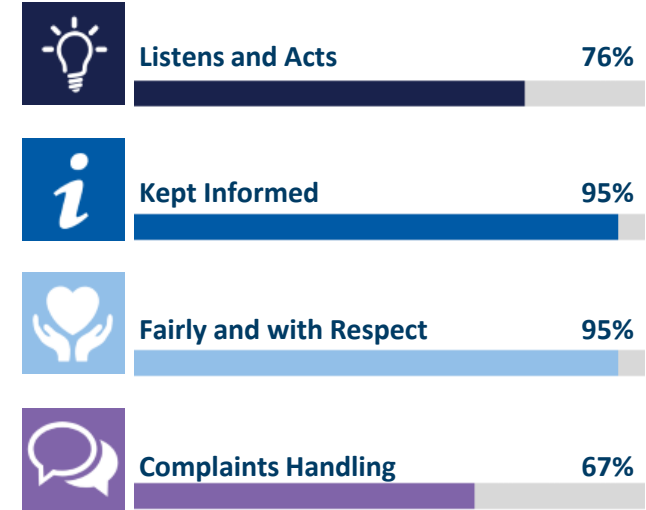 Listens and Acts 76%
Kept Informed 95%
Fairly and with Respect 95%
Complaints Handling 67%